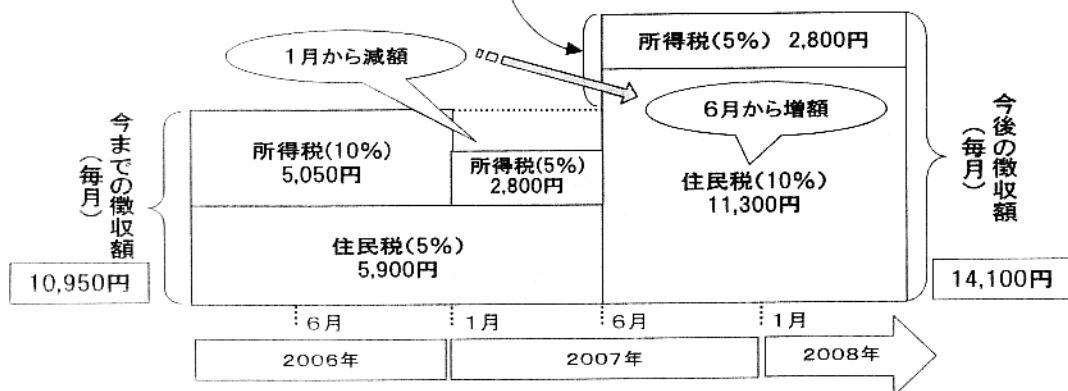 所得税(5%) 2,800円
1月から減額
6月から増額
今までの徴収額
(毎月)
10,950円
所得税(10%)
5,050円
所得税(5%)
2,800円
住民税(5%)
5,900円
住民税(10%)
11,300円
今後の徴収額
(毎月)
14,100円
6月
1月
6月
1月
2006年
2007年
2008年